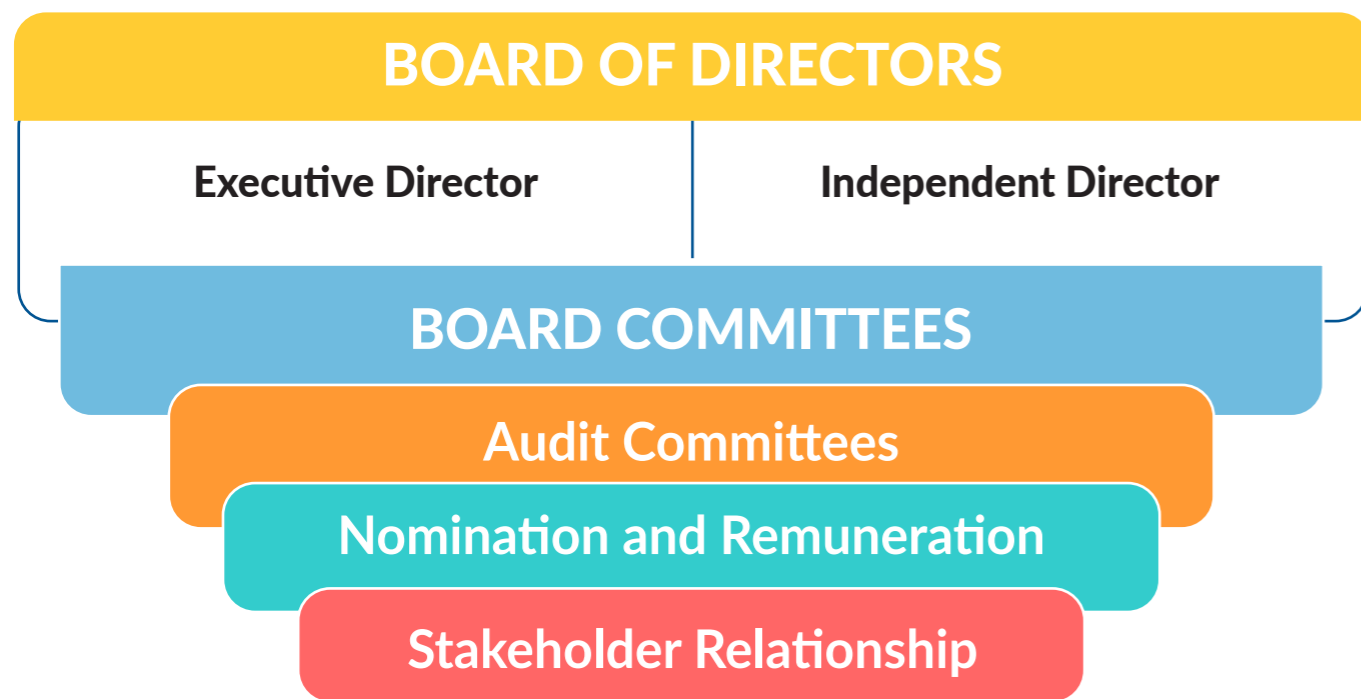 BOARD OF DIRECTORS
Executive Director
Independent Director
BOARD COMMITTEES
Audit Committees
Nomination and Remuneration
Stakeholder Relationship